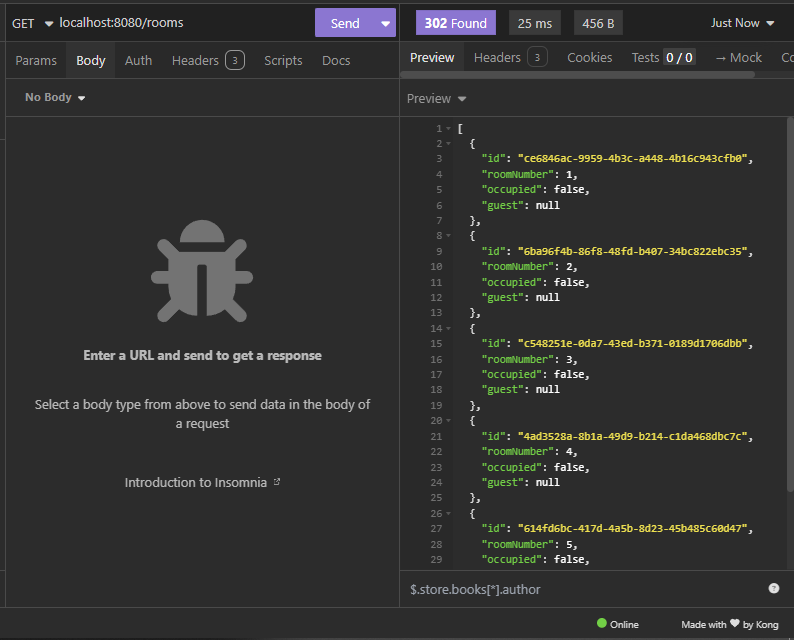 GET localhost:8080/rooms Send
302 Found 25 ms 456 B Just Now
Params Body Auth Headers 3 Scripts Docs
Preview Headers 3 Cookies Tests 0 / 0 → Mock Co
No Body
Preview
Enter a URL and send to get a response
Select a body type from above to send data in the body of
a request
Introduction to Insomnia
1 [
2 {
3 "id": "ce6846ac-9959-4b3c-a448-4b16c943cfb0",
4 "roomNumber": 1,
5 "occupied": false,
6 "guest": null
7 },
8 {
9 "id": "6ba96f4b-86f8-48fd-b407-34bc822ebc35",
10 "roomNumber": 2,
11 "occupied": false,
12 "guest": null
13 },
14 {
15 "id": "c548251e-0da7-43ed-b371-0189d1706dbb",
16 "roomNumber": 3,
17 "occupied": false,
18 "guest": null
19 },
20 {
21 "id": "4ad3528a-8b1a-49d9-b214-c1da468dbc7c",
22 "roomNumber": 4,
23 "occupied": false,
24 "guest": null
25 },
26 {
27 "id": "614fd6bc-417d-4a5b-8d23-45b485c60d47",
28 "roomNumber": 5,
29 "occupied": false,
$.store.books[*].author ?
Online Made with ♥ by Kong